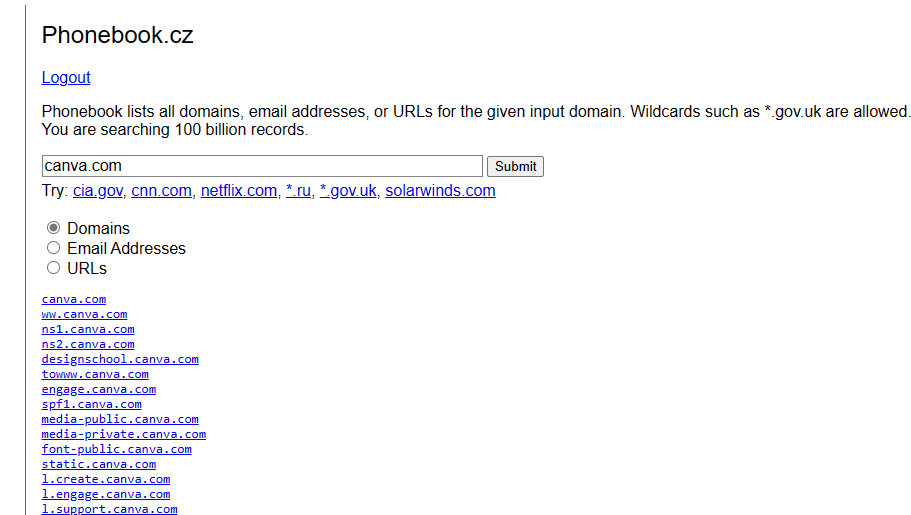 Phonebook.cz
Logout
Phonebook lists all domains, email addresses, or URLs for the given input domain. Wildcards such as *.gov.uk are allowed.
You are searching 100 billion records.
canva.com Submit
Try: cia.gov, cnn.com, netflix.com, *.ru, *.gov.uk, solarwinds.com
Domains
Email Addresses
URLs
canva.com
ww.canva.com
ns1.canva.com
ns2.canva.com
designschool.canva.com
towww.canva.com
engage.canva.com
spf1.canva.com
media-public.canva.com
media-private.canva.com
font-public.canva.com
static.canva.com
l.create.canva.com
l.engage.canva.com
l.support.canva.com